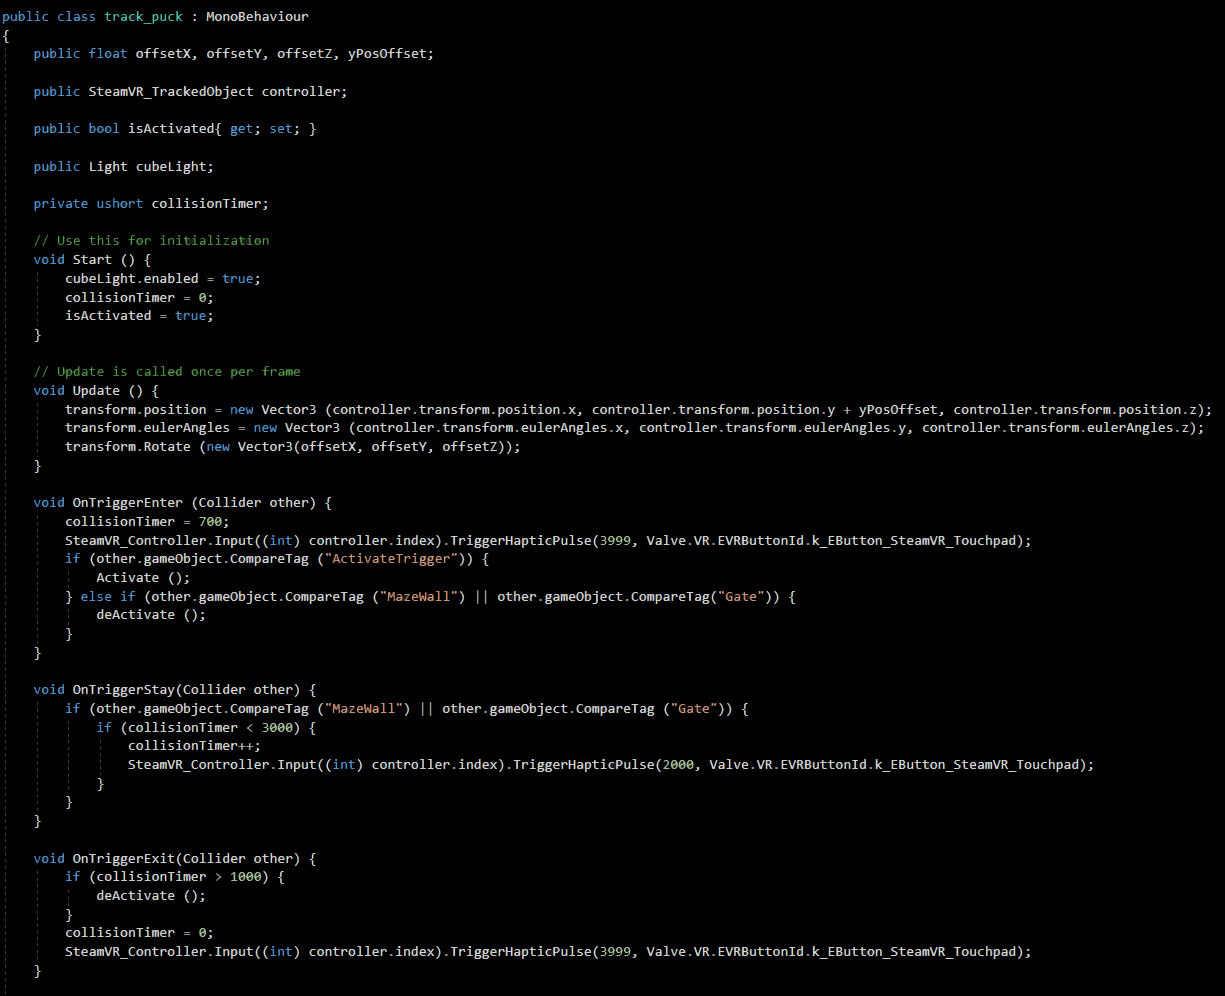 public class track_puck : MonoBehaviour
{
    public float offsetX, offsetY, offsetZ, yPosOffset;

    public SteamVR_TrackedObject controller;

    public bool isActivated{ get; set; }

    public Light cubeLight;

    private ushort collisionTimer;

    // Use this for initialization
    void Start () {
        cubeLight.enabled = true;
        collisionTimer = 0;
        isActivated = true;
    }

    // Update is called once per frame
    void Update () {
        transform.position = new Vector3 (controller.transform.position.x, controller.transform.position.y + yPosOffset, controller.transform.position.z);
        transform.eulerAngles = new Vector3 (controller.transform.eulerAngles.x, controller.transform.eulerAngles.y, controller.transform.eulerAngles.z);
        transform.Rotate (new Vector3(offsetX, offsetY, offsetZ));
    }

    void OnTriggerEnter (Collider other) {
        collisionTimer = 700;
        SteamVR_Controller.Input((int) controller.index).TriggerHapticPulse(3999, Valve.VR.EVRButtonId.k_EButton_SteamVR_Touchpad);
        if (other.gameObject.CompareTag ("ActivateTrigger")) {
            Activate ();
        } else if (other.gameObject.CompareTag ("MazeWall") || other.gameObject.CompareTag("Gate")) {
            deActivate ();
        }
    }

    void OnTriggerStay(Collider other) {
        if (other.gameObject.CompareTag ("MazeWall") || other.gameObject.CompareTag ("Gate")) {
            if (collisionTimer < 3000) {
                collisionTimer++;
                SteamVR_Controller.Input((int) controller.index).TriggerHapticPulse(2000, Valve.VR.EVRButtonId.k_EButton_SteamVR_Touchpad);
            }
        }
    }

    void OnTriggerExit(Collider other) {
        if (collisionTimer > 1000) {
            deActivate ();
        }
        collisionTimer = 0;
        SteamVR_Controller.Input((int) controller.index).TriggerHapticPulse(3999, Valve.VR.EVRButtonId.k_EButton_SteamVR_Touchpad);
    }